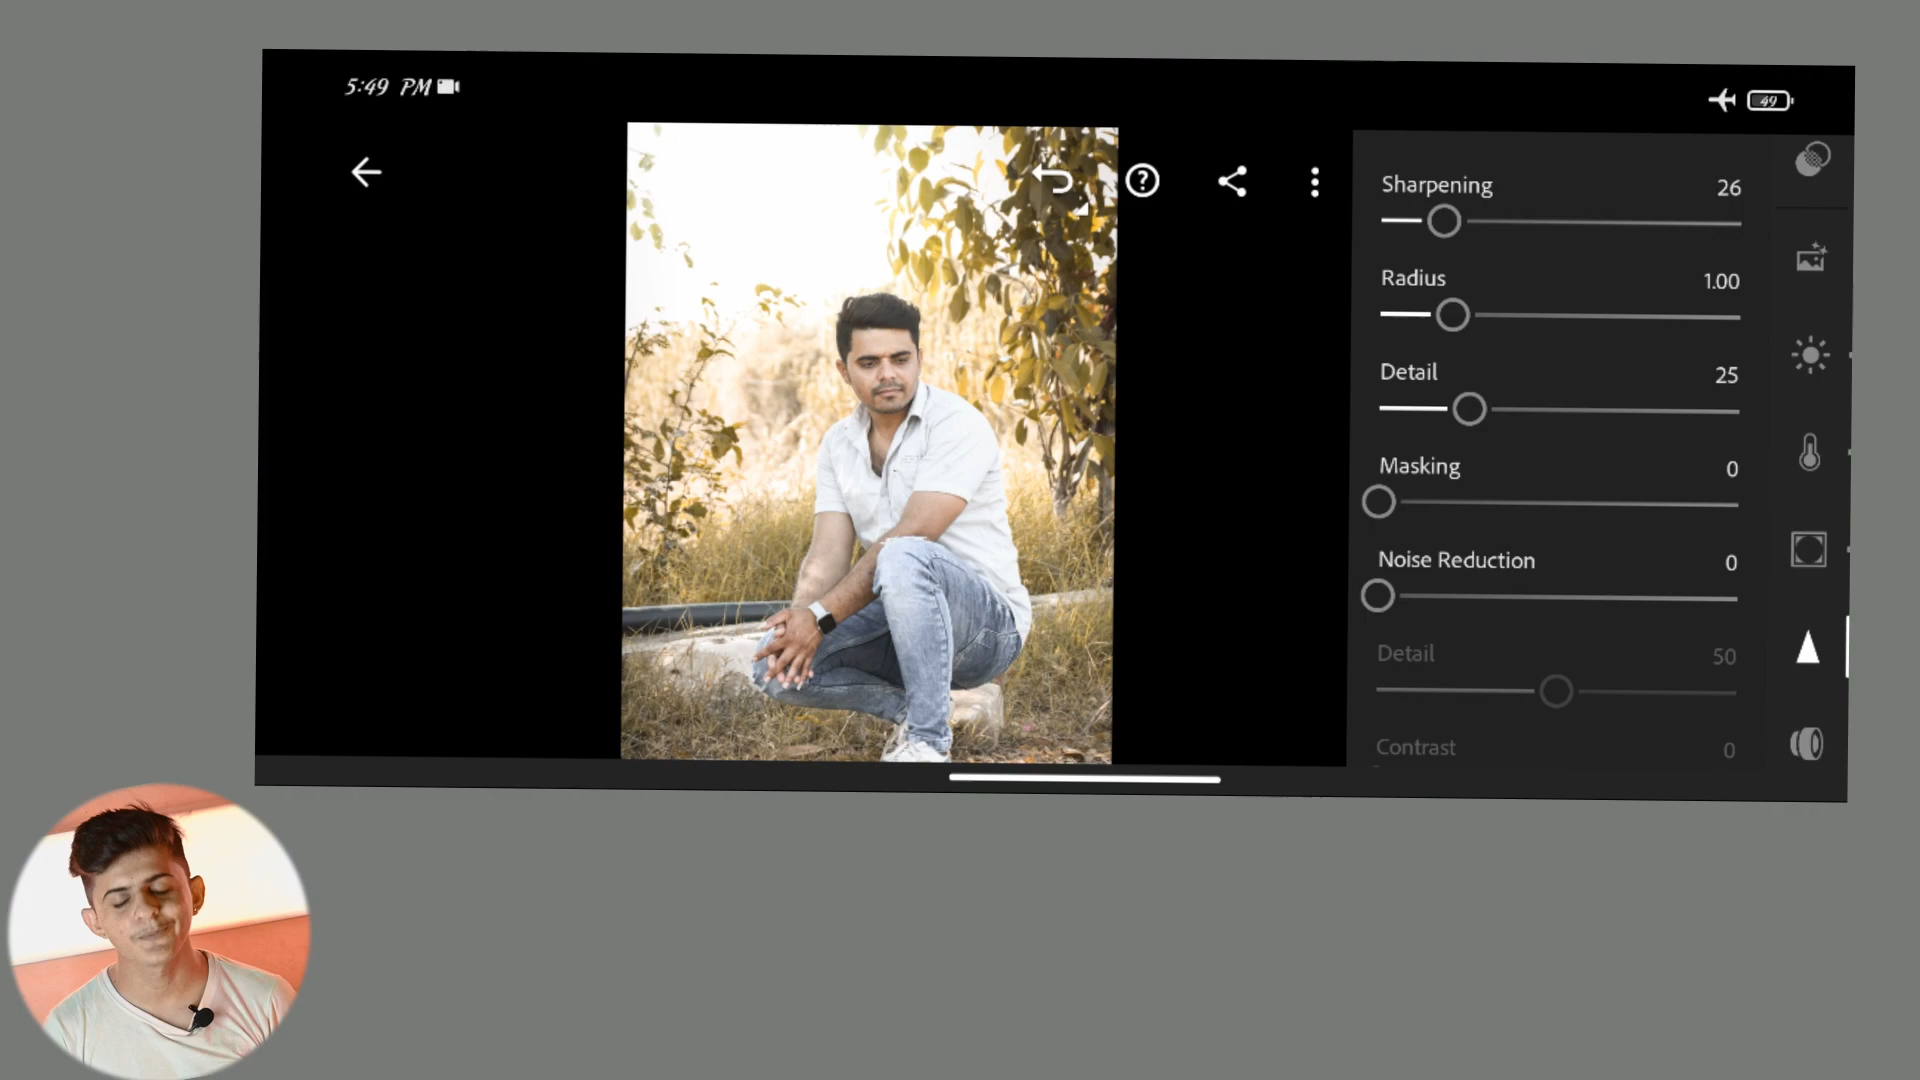 5:49 PM
49
Sharpening 26
Radius 1.00
Detail 25
Masking 0
Noise Reduction 0
Detail 50
Contrast 0